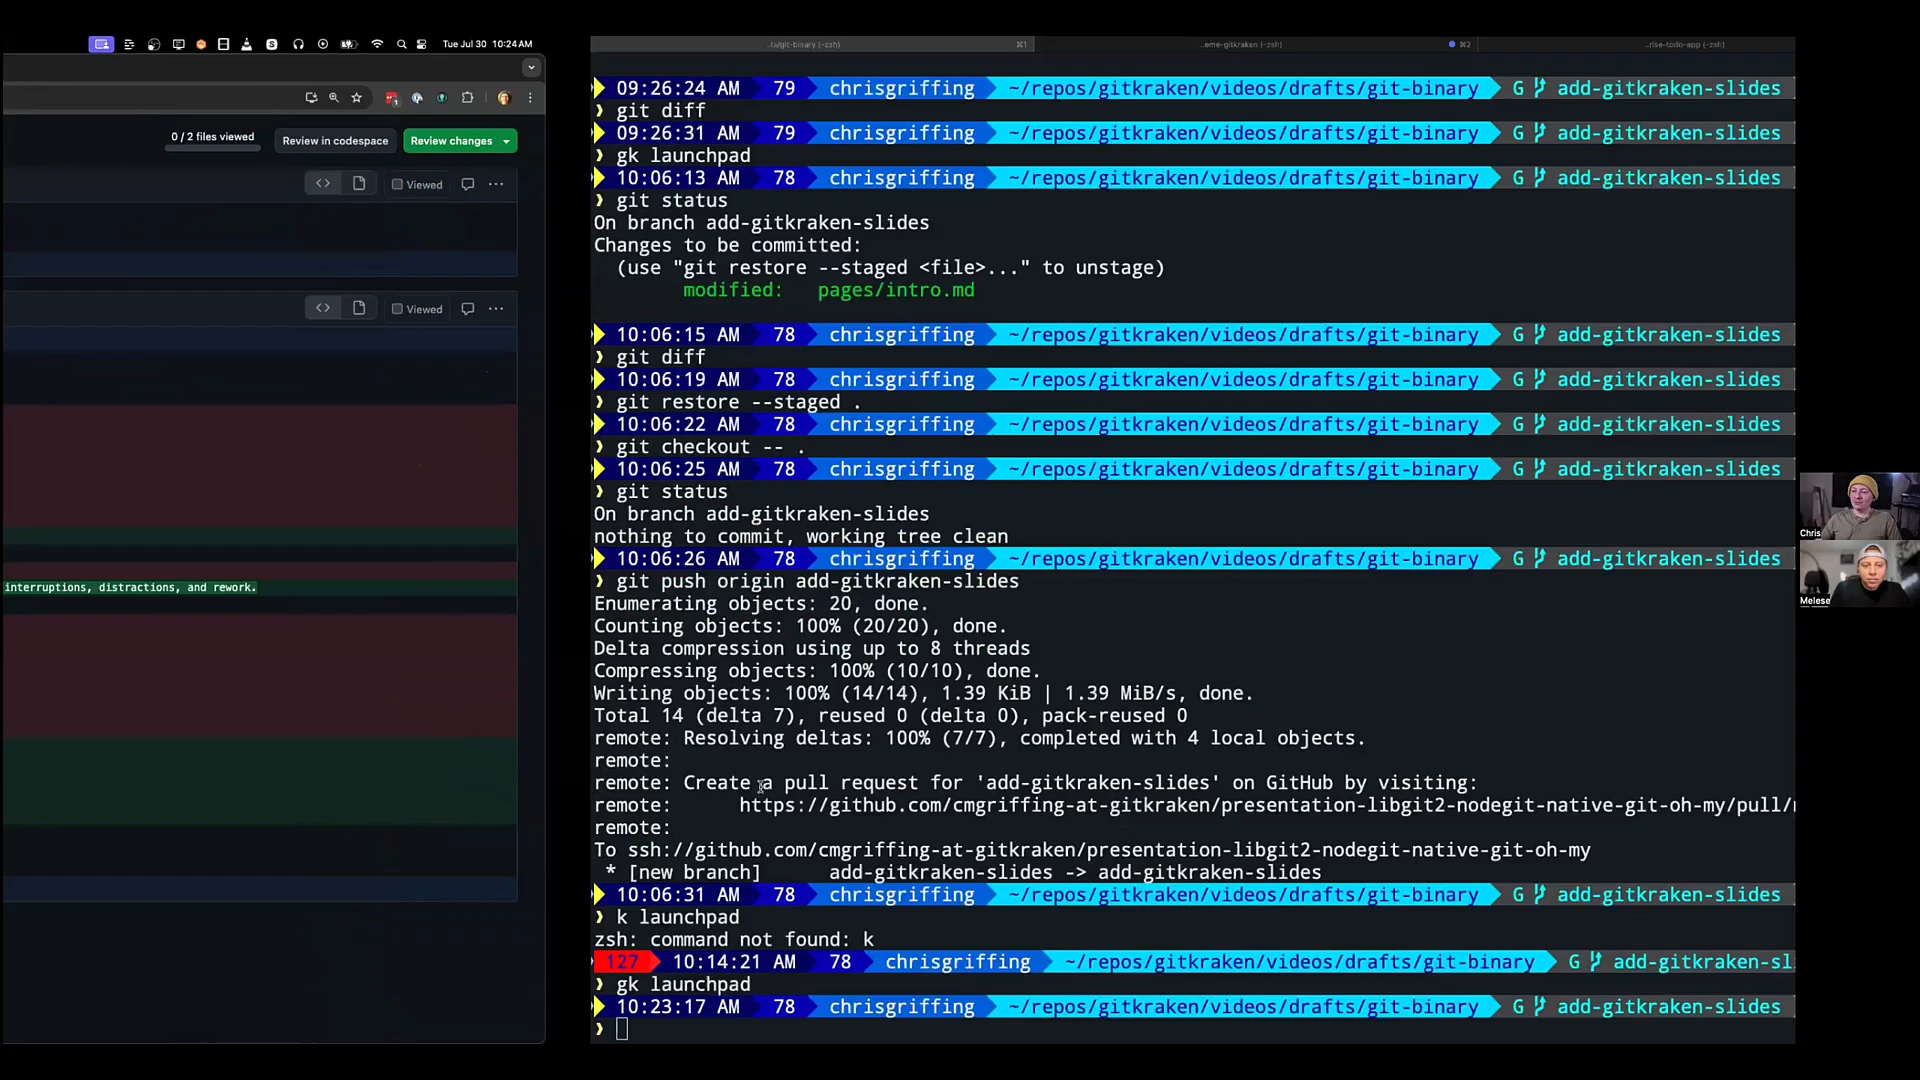 Tue Jul 30 10:24 AM
0 / 2 files viewed
Review in codespace
Review changes
Viewed
Viewed
interruptions, distractions, and rework.
..ts/git-binary (-zsh) ⌘1
...eme-gitkraken (-zsh) ⌘2
...rise-todo-app (-zsh)
09:26:24 AM 79 chrisgriffing ~/repos/gitkraken/videos/drafts/git-binary G add-gitkraken-slides
❯ git diff
09:26:31 AM 79 chrisgriffing ~/repos/gitkraken/videos/drafts/git-binary G add-gitkraken-slides
❯ gk launchpad
10:06:13 AM 78 chrisgriffing ~/repos/gitkraken/videos/drafts/git-binary G add-gitkraken-slides
❯ git status
On branch add-gitkraken-slides
Changes to be committed:
(use "git restore --staged <file>..." to unstage)
modified: pages/intro.md
10:06:15 AM 78 chrisgriffing ~/repos/gitkraken/videos/drafts/git-binary G add-gitkraken-slides
❯ git diff
10:06:19 AM 78 chrisgriffing ~/repos/gitkraken/videos/drafts/git-binary G add-gitkraken-slides
❯ git restore --staged .
10:06:22 AM 78 chrisgriffing ~/repos/gitkraken/videos/drafts/git-binary G add-gitkraken-slides
❯ git checkout -- .
10:06:25 AM 78 chrisgriffing ~/repos/gitkraken/videos/drafts/git-binary G add-gitkraken-slides
❯ git status
On branch add-gitkraken-slides
nothing to commit, working tree clean
10:06:26 AM 78 chrisgriffing ~/repos/gitkraken/videos/drafts/git-binary G add-gitkraken-slides
❯ git push origin add-gitkraken-slides
Enumerating objects: 20, done.
Counting objects: 100% (20/20), done.
Delta compression using up to 8 threads
Compressing objects: 100% (10/10), done.
Writing objects: 100% (14/14), 1.39 KiB | 1.39 MiB/s, done.
Total 14 (delta 7), reused 0 (delta 0), pack-reused 0
remote: Resolving deltas: 100% (7/7), completed with 4 local objects.
remote:
remote: Create a pull request for 'add-gitkraken-slides' on GitHub by visiting:
remote: https://github.com/cmgriffing-at-gitkraken/presentation-libgit2-nodegit-native-git-oh-my/pull/
remote:
To ssh://github.com/cmgriffing-at-gitkraken/presentation-libgit2-nodegit-native-git-oh-my
* [new branch] add-gitkraken-slides -> add-gitkraken-slides
10:06:31 AM 78 chrisgriffing ~/repos/gitkraken/videos/drafts/git-binary G add-gitkraken-slides
❯ k launchpad
zsh: command not found: k
127 10:14:21 AM 78 chrisgriffing ~/repos/gitkraken/videos/drafts/git-binary G add-gitkraken-sl
❯ gk launchpad
10:23:17 AM 78 chrisgriffing ~/repos/gitkraken/videos/drafts/git-binary G add-gitkraken-slides
❯
Chris
Melese